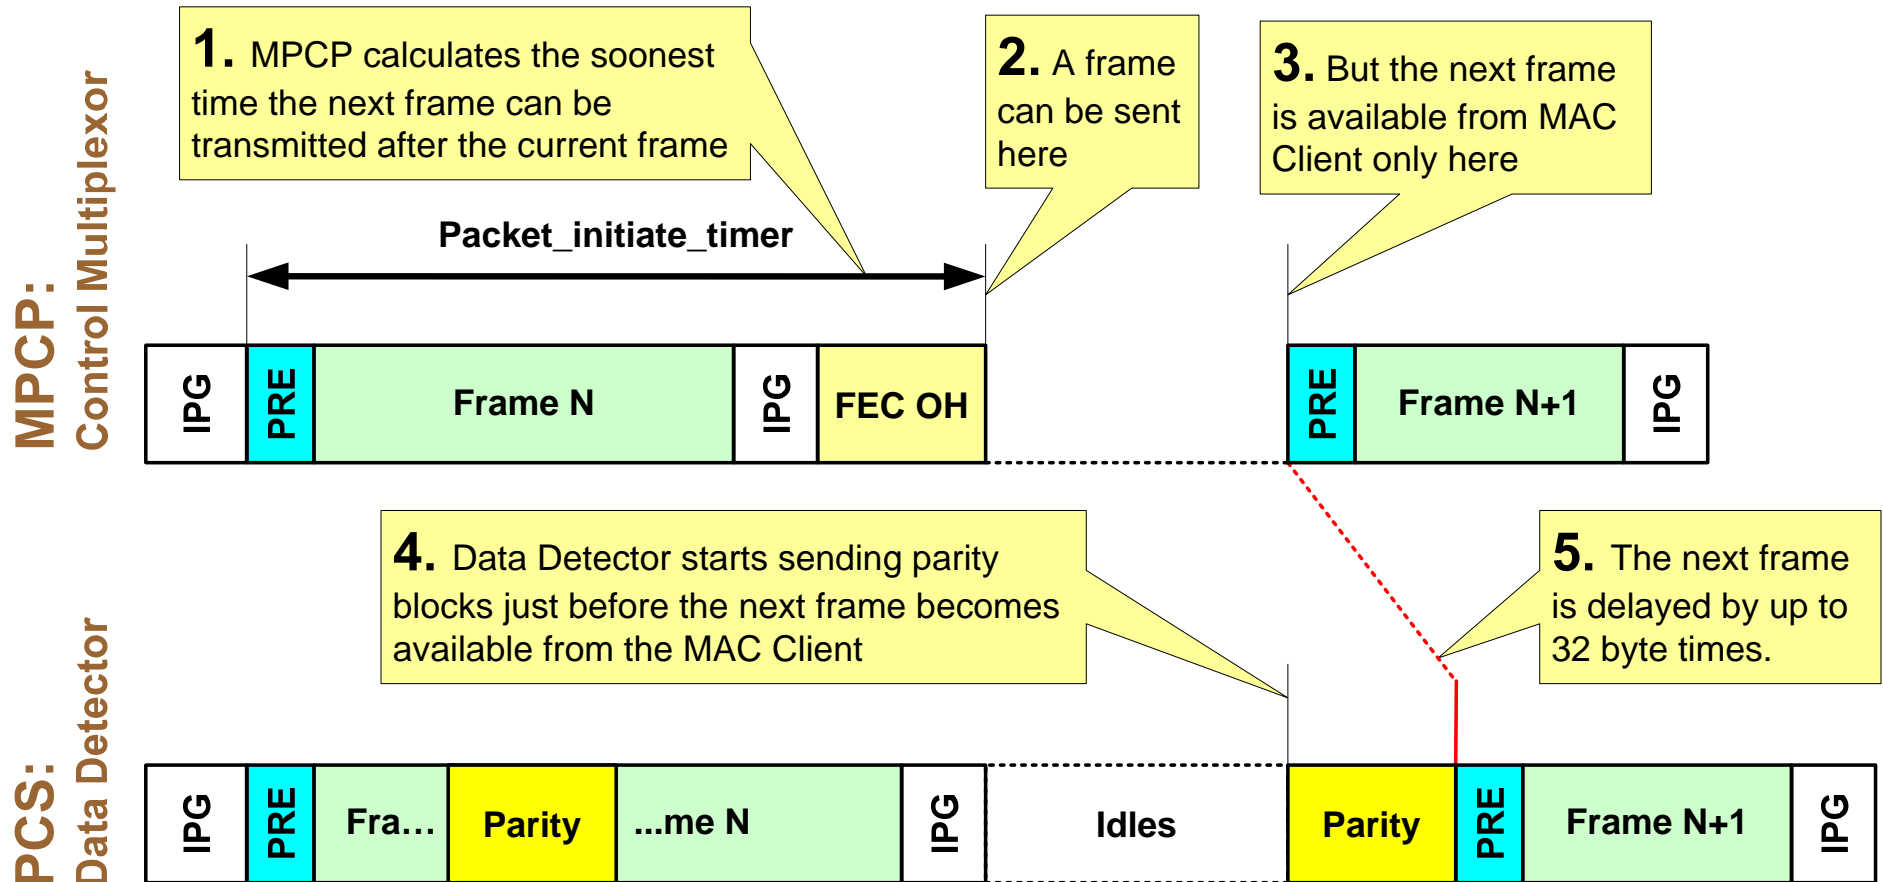 1. MPCP calculates the soonest
time the next frame can be
transmitted after the current frame
2. A frame
can be sent
here
3. But the next frame
is available from MAC
Client only here
MPCP:
Control Multiplexor
Packet_initiate_timer
IPG
PRE
Frame N
IPG
FEC OH
PRE
Frame N+1
IPG
4. Data Detector starts sending parity
blocks just before the next frame becomes
available from the MAC Client
5. The next frame
is delayed by up to
32 byte times.
PCS:
Data Detector
IPG
PRE
Fra...
Parity
...me N
IPG
Idles
Parity
PRE
Frame N+1
IPG